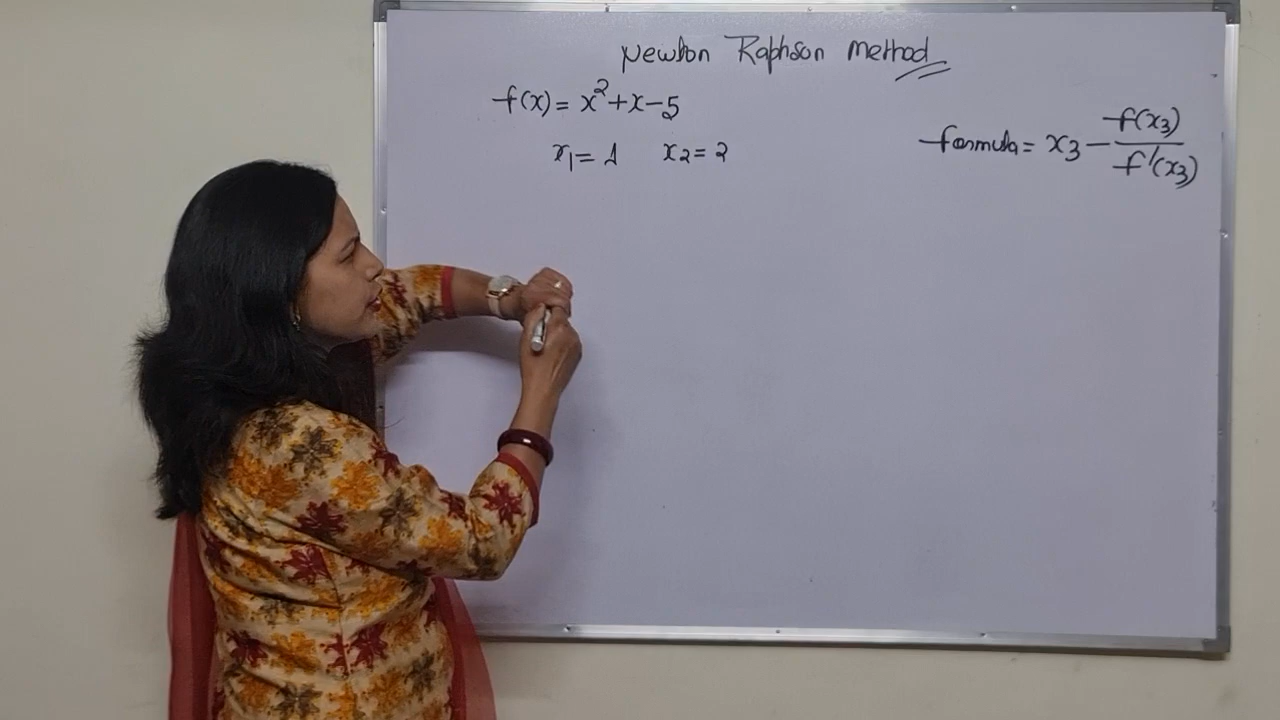 Newton Raphson Method
f(x) = x² + x - 5
x₁ = 1 x₂ = 2
formula = x₃ - f(x₃) / f'(x₃)